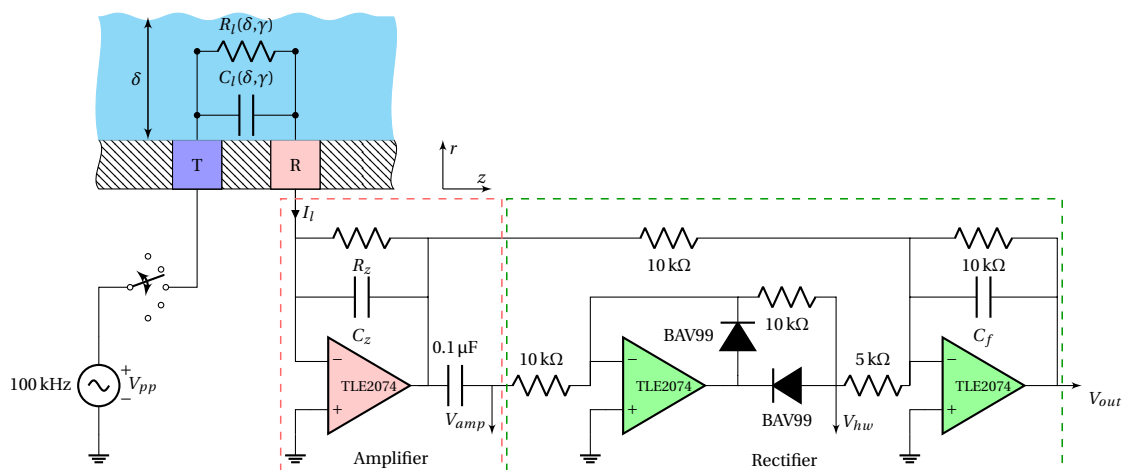 R_l(δ,γ)
C_l(δ,γ)
δ
T
R
r
z
I_l
R_z
C_z
10 kΩ
10 kΩ
C_f
BAV99
10 kΩ
0.1 µF
10 kΩ
5 kΩ
100 kHz
+
V_pp
−
−
TLE2074
+
V_amp
−
TLE2074
+
BAV99
V_hw
−
TLE2074
+
V_out
Amplifier
Rectifier